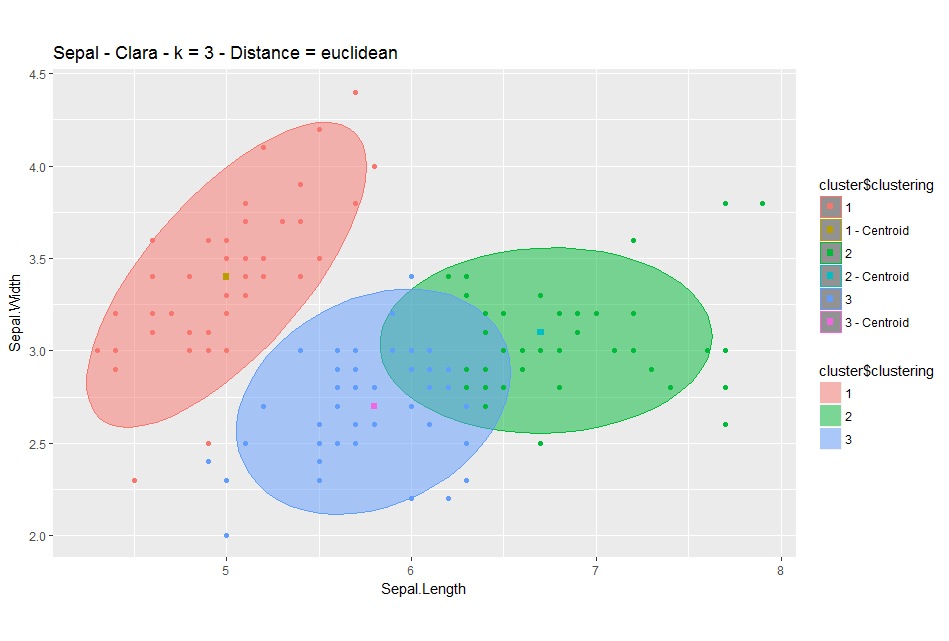 Sepal - Clara - k = 3 - Distance = euclidean
4.5
4.0
3.5
3.0
2.5
2.0
Sepal.Width
5
6
7
8
Sepal.Length
cluster$clustering
1
1 - Centroid
2
2 - Centroid
3
3 - Centroid
cluster$clustering
1
2
3